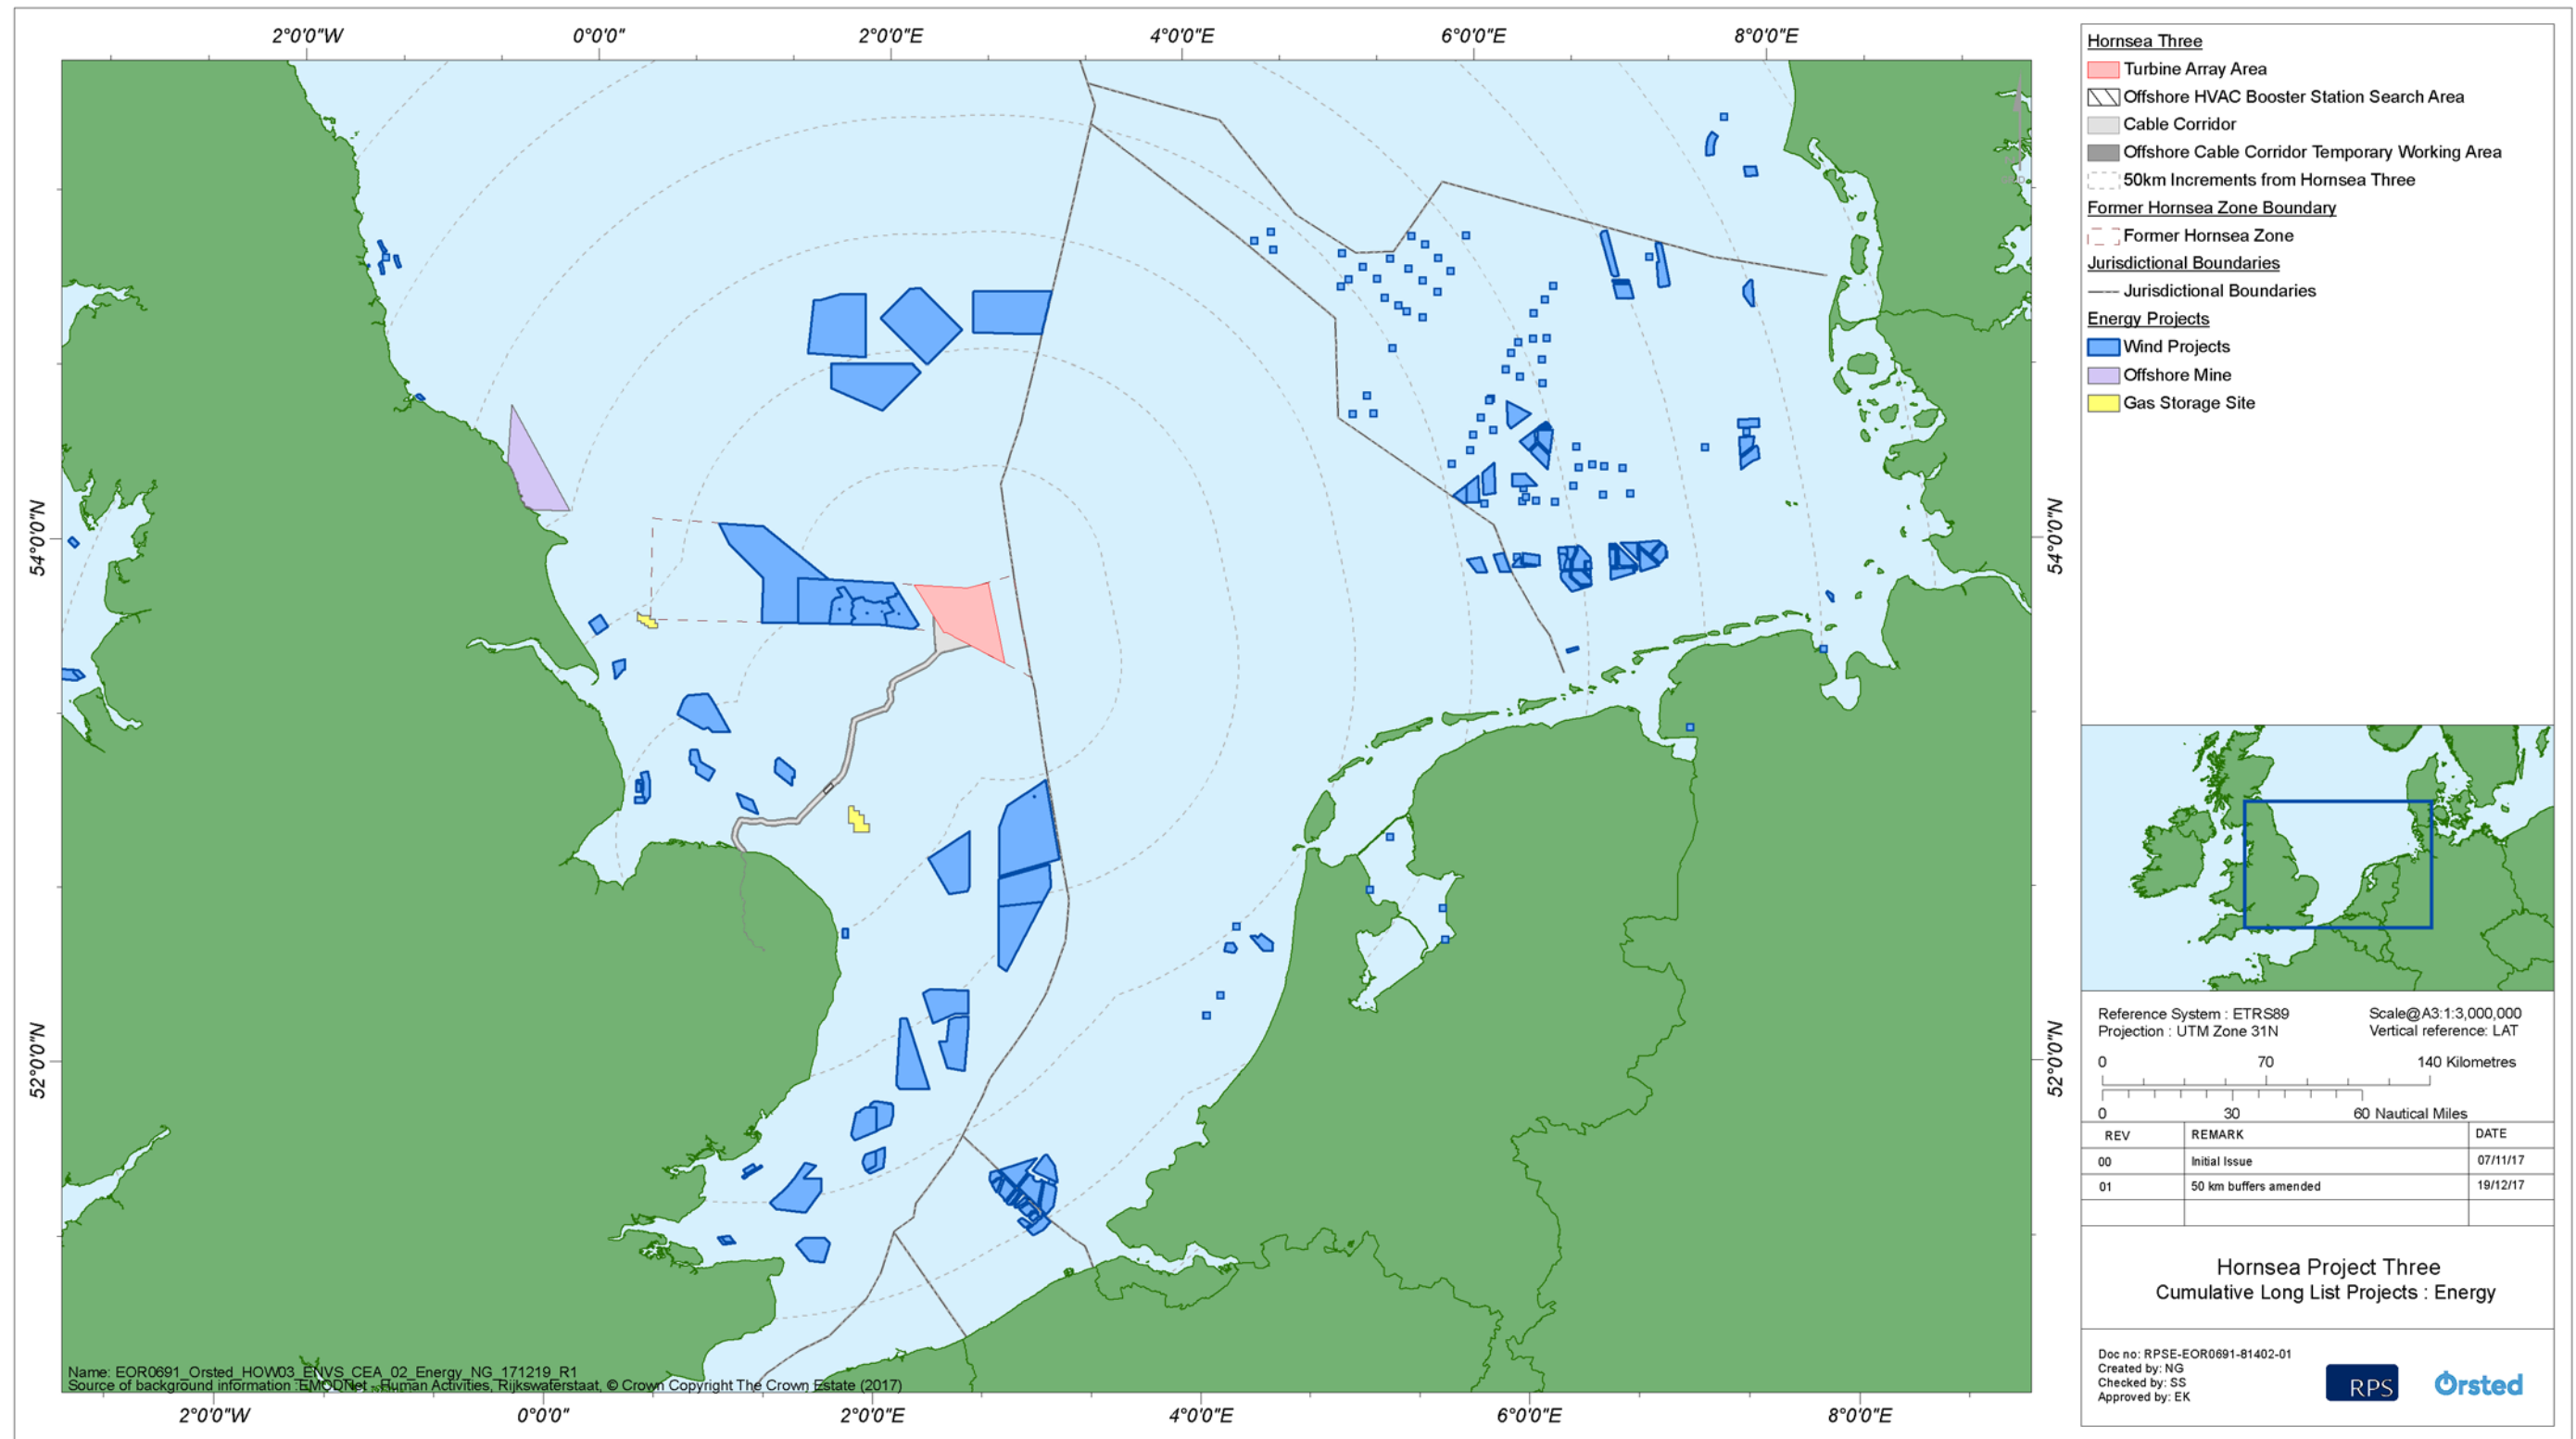 2°0'0"W 0°0'0" 2°0'0"E 4°0'0"E 6°0'0"E 8°0'0"E
54°0'0"N
52°0'0"N
54°0'0"N
52°0'0"N
Name: EOR0691_Orsted_HOW03_ENVS_CEA_02_Energy_NG_171219_R1
Source of background information :EMODNet - Human Activities, Rijkswaterstaat, © Crown Copyright The Crown Estate (2017)
2°0'0"W 0°0'0"E 2°0'0"E 4°0'0"E 6°0'0"E 8°0'0"E
Hornsea Three
Turbine Array Area
Offshore HVAC Booster Station Search Area
Cable Corridor
Offshore Cable Corridor Temporary Working Area
50km Increments from Hornsea Three
Former Hornsea Zone Boundary
Former Hornsea Zone
Jurisdictional Boundaries
Jurisdictional Boundaries
Energy Projects
Wind Projects
Offshore Mine
Gas Storage Site
Reference System : ETRS89 Scale@A3:1:3,000,000
Projection : UTM Zone 31N Vertical reference: LAT
0 70 140 Kilometres
0 30 60 Nautical Miles
REV REMARK DATE
00 Initial Issue 07/11/17
01 50 km buffers amended 19/12/17
Hornsea Project Three
Cumulative Long List Projects : Energy
Doc no: RPSE-EOR0691-81402-01
Created by: NG
Checked by: SS
Approved by: EK
RPS
Ørsted